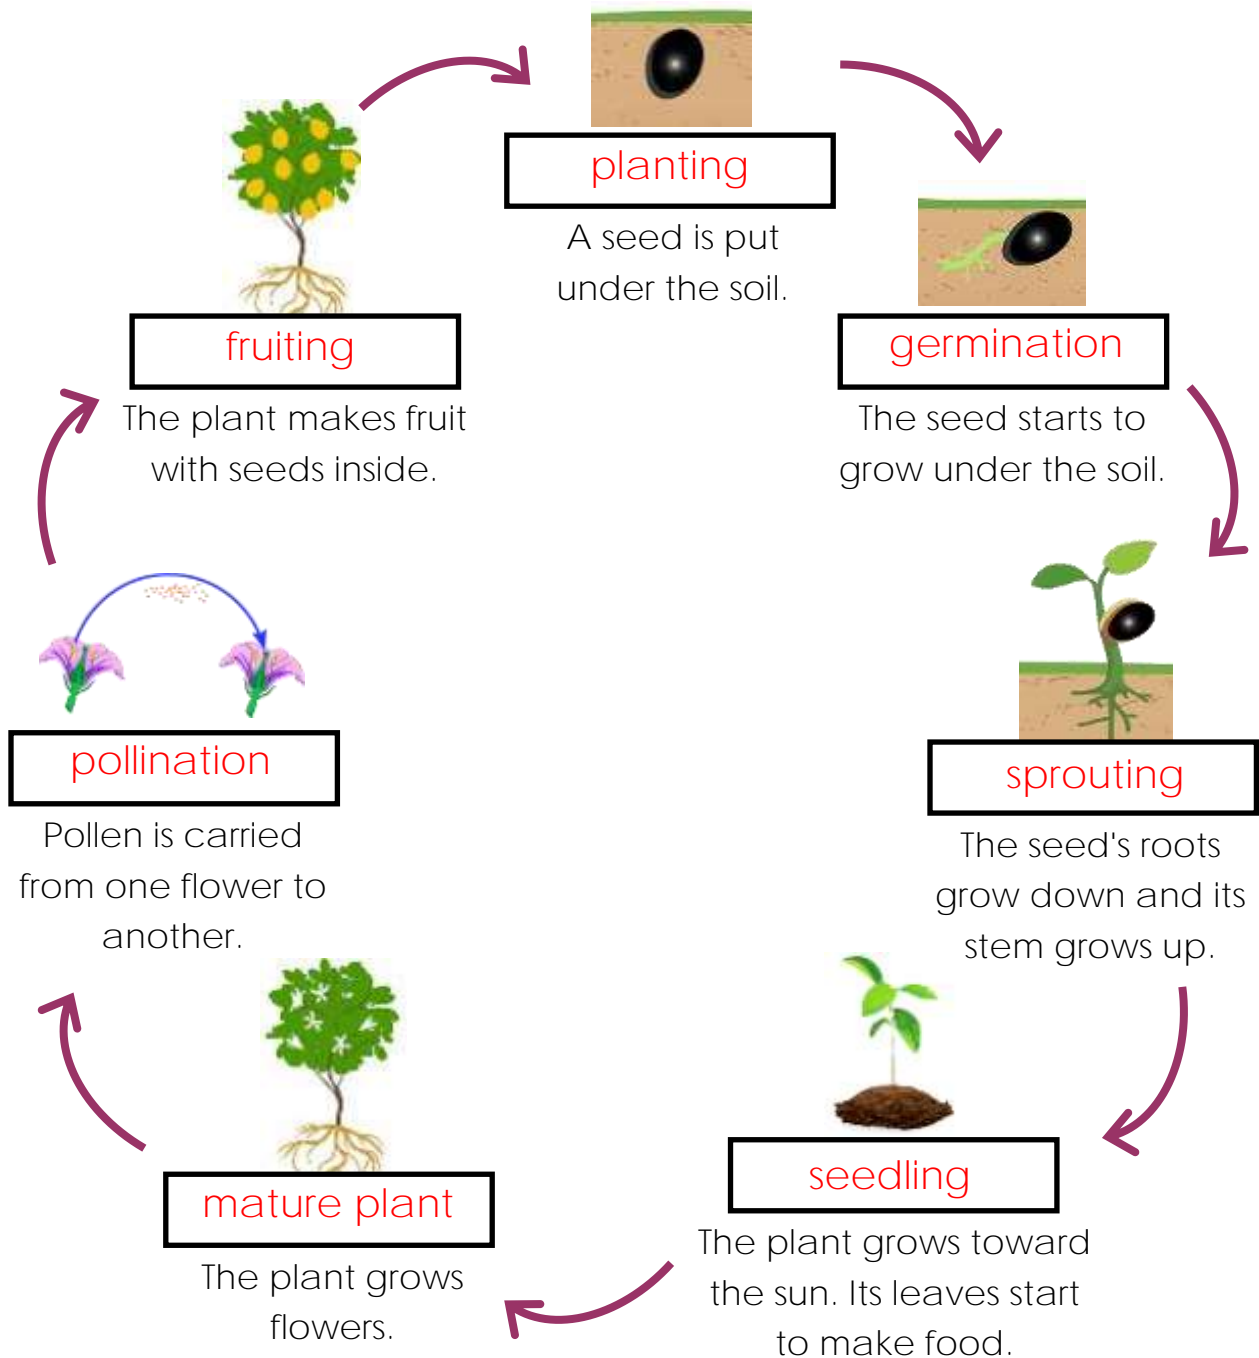 planting
A seed is put
under the soil.
germination
The seed starts to
grow under the soil.
sprouting
The seed's roots
grow down and its
stem grows up.
seedling
The plant grows toward
the sun. Its leaves start
to make food.
mature plant
The plant grows
flowers.
pollination
Pollen is carried
from one flower to
another.
fruiting
The plant makes fruit
with seeds inside.